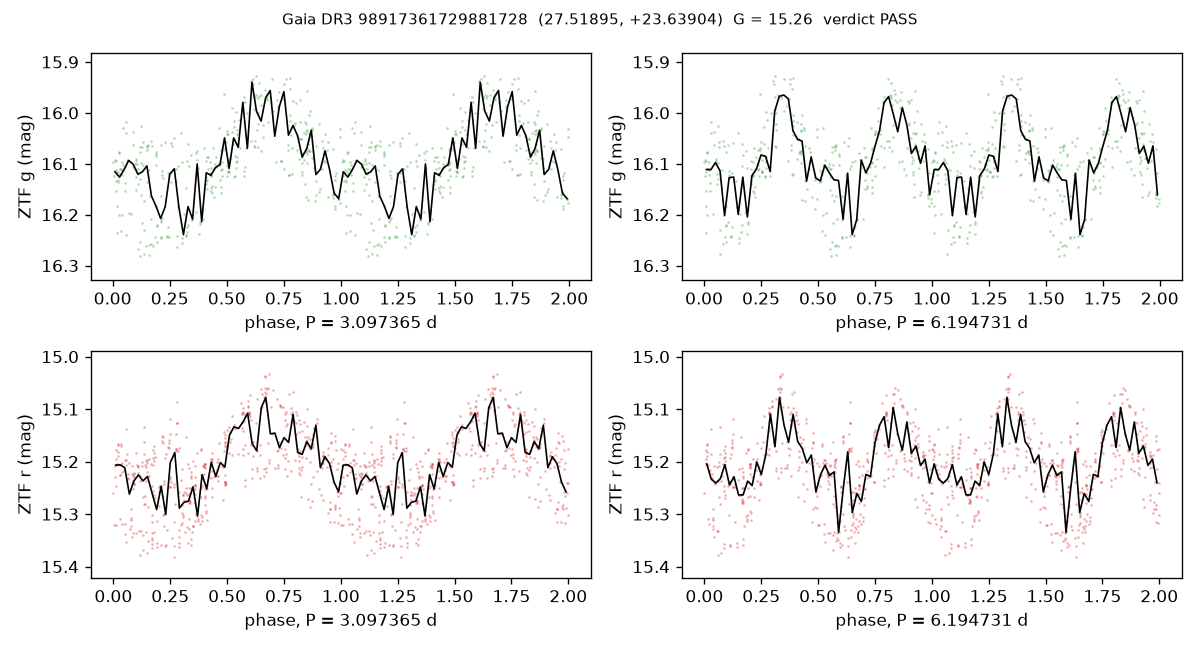 Gaia DR3 98917361729881728 (27.51895, +23.63904) G = 15.26 verdict PASS
ZTF g (mag)
15.9
16.0
16.1
16.2
16.3
0.00 0.25 0.50 0.75 1.00 1.25 1.50 1.75 2.00
phase, P = 3.097365 d
ZTF g (mag)
15.9
16.0
16.1
16.2
16.3
0.00 0.25 0.50 0.75 1.00 1.25 1.50 1.75 2.00
phase, P = 6.194731 d
ZTF r (mag)
15.0
15.1
15.2
15.3
15.4
0.00 0.25 0.50 0.75 1.00 1.25 1.50 1.75 2.00
phase, P = 3.097365 d
ZTF r (mag)
15.0
15.1
15.2
15.3
15.4
0.00 0.25 0.50 0.75 1.00 1.25 1.50 1.75 2.00
phase, P = 6.194731 d